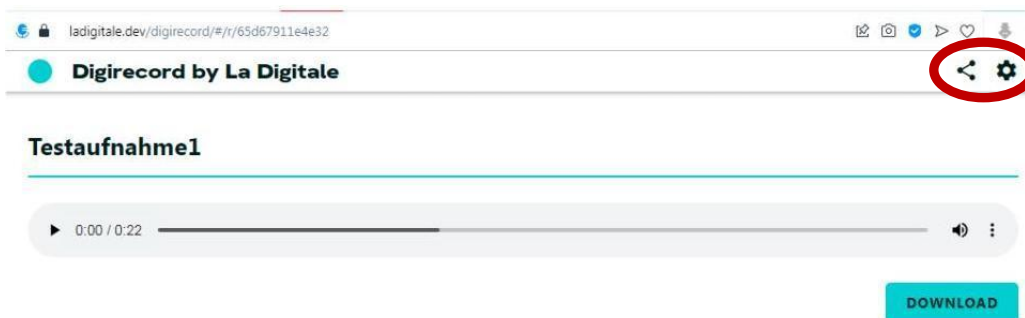 ladigitale.dev/digirecord/#/r/65d67911e4e32
Digirecord by La Digitale
Testaufnahme1
0:00 / 0:22
DOWNLOAD